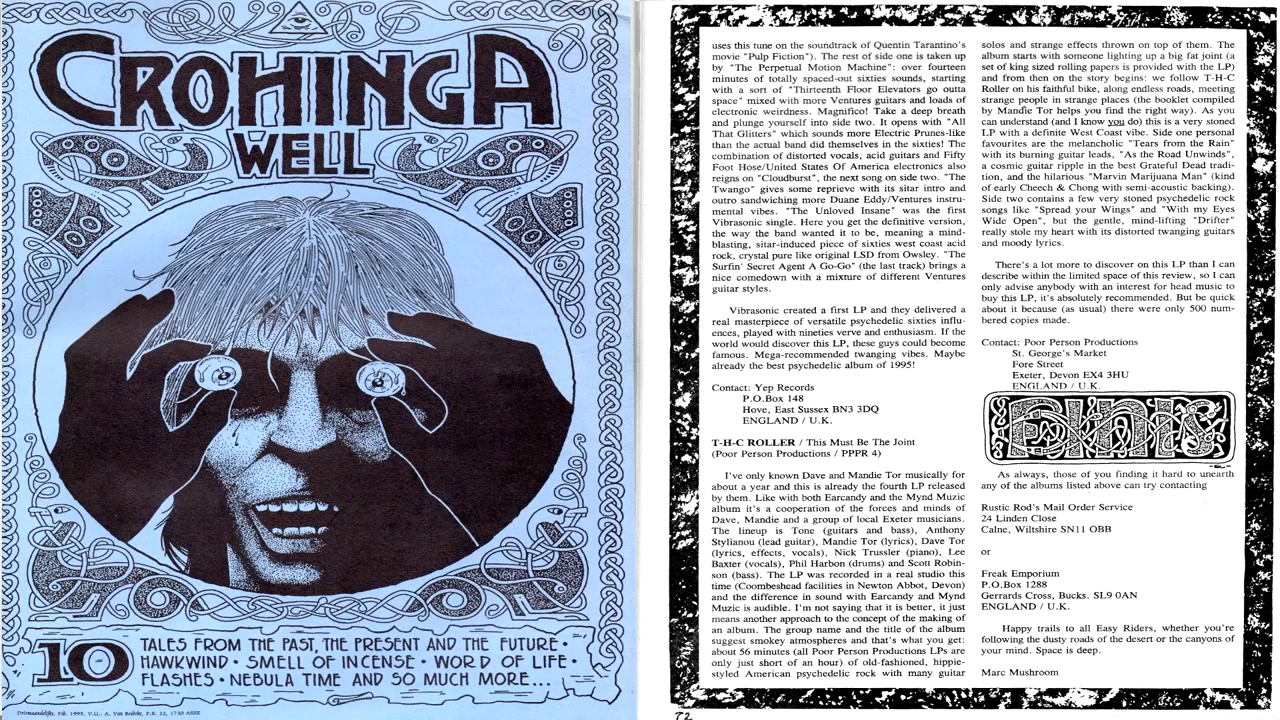 CROHINGA
WELL
10
TALES FROM THE PAST, THE PRESENT AND THE FUTURE •
HAWKWIND • SMELL OF INCENSE • WORD OF LIFE •
FLASHES • NEBULA TIME AND SO MUCH MORE...
Driemaandelijks. Feb. 1995. V.U.: A. Van Bedeke, P.B. 22, 1730 ASSE
uses this tune on the soundtrack of Quentin Tarantino's
movie "Pulp Fiction"). The rest of side one is taken up
by "The Perpetual Motion Machine": over fourteen
minutes of totally spaced-out sixties sounds, starting
with a sort of "Thirteenth Floor Elevators go outta
space" mixed with more Ventures guitars and loads of
electronic weirdness. Magnifico! Take a deep breath
and plunge yourself into side two. It opens with "All
That Glitters" which sounds more Electric Prunes-like
than the actual band did themselves in the sixties! The
combination of distorted vocals, acid guitars and Fifty
Foot Hose/United States Of America electronics also
reigns on "Cloudburst", the next song on side two. "The
Twango" gives some reprieve with its sitar intro and
outro sandwiching more Duane Eddy/Ventures instru-
mental vibes. "The Unloved Insane" was the first
Vibrasonic single. Here you get the definitive version,
the way the band wanted it to be, meaning a mind-
blasting, sitar-induced piece of sixties west coast acid
rock, crystal pure like original LSD from Owsley. "The
Surfin' Secret Agent A Go-Go" (the last track) brings a
nice comedown with a mixture of different Ventures
guitar styles.
Vibrasonic created a first LP and they delivered a
real masterpiece of versatile psychedelic sixties influ-
ences, played with nineties verve and enthusiasm. If the
world would discover this LP, these guys could become
famous. Mega-recommended twanging vibes. Maybe
already the best psychedelic album of 1995!
Contact: Yep Records
P.O.Box 148
Hove, East Sussex BN3 3DQ
ENGLAND / U.K.
T-H-C ROLLER / This Must Be The Joint
(Poor Person Productions / PPPR 4)
I've only known Dave and Mandie Tor musically for
about a year and this is already the fourth LP released
by them. Like with both Earcandy and the Mynd Muzic
album it's a cooperation of the forces and minds of
Dave, Mandie and a group of local Exeter musicians.
The lineup is Tone (guitars and bass), Anthony
Stylianou (lead guitar), Mandie Tor (lyrics), Dave Tor
(lyrics, effects, vocals), Nick Trussler (piano), Lee
Baxter (vocals), Phil Harbon (drums) and Scott Robin-
son (bass). The LP was recorded in a real studio this
time (Coombeshead facilities in Newton Abbot, Devon)
and the difference in sound with Earcandy and Mynd
Muzic is audible. I'm not saying that it is better, it just
means another approach to the concept of the making of
an album. The group name and the title of the album
suggest smokey atmospheres and that's what you get:
about 56 minutes (all Poor Person Productions LPs are
only just short of an hour) of old-fashioned, hippie-
styled American psychedelic rock with many guitar
solos and strange effects thrown on top of them. The
album starts with someone lighting up a big fat joint (a
set of king sized rolling papers is provided with the LP)
and from then on the story begins: we follow T-H-C
Roller on his faithful bike, along endless roads, meeting
strange people in strange places (the booklet compiled
by Mandie Tor helps you find the right way). As you
can understand (and I know you do) this is a very stoned
LP with a definite West Coast vibe. Side one personal
favourites are the melancholic "Tears from the Rain"
with its burning guitar leads, "As the Road Unwinds",
a cosmic guitar ripple in the best Grateful Dead tradi-
tion, and the hilarious "Marvin Marijuana Man" (kind
of early Cheech & Chong with semi-acoustic backing).
Side two contains a few very stoned psychedelic rock
songs like "Spread your Wings" and "With my Eyes
Wide Open", but the gentle, mind-lifting "Drifter"
really stole my heart with its distorted twanging guitars
and moody lyrics.
There's a lot more to discover on this LP than I can
describe within the limited space of this review, so I can
only advise anybody with an interest for head music to
buy this LP, it's absolutely recommended. But be quick
about it because (as usual) there were only 500 num-
bered copies made.
Contact: Poor Person Productions
St. George's Market
Fore Street
Exeter, Devon EX4 3HU
ENGLAND / U.K.
As always, those of you finding it hard to unearth
any of the albums listed above can try contacting
Rustic Rod's Mail Order Service
24 Linden Close
Calne, Wiltshire SN11 OBB
or
Freak Emporium
P.O.Box 1288
Gerrards Cross, Bucks. SL9 0AN
ENGLAND / U.K.
Happy trails to all Easy Riders, whether you're
following the dusty roads of the desert or the canyons of
your mind. Space is deep.
Marc Mushroom
72